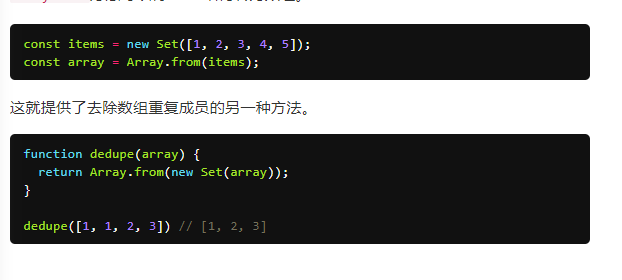 const items = new Set([1, 2, 3, 4, 5]);
const array = Array.from(items);
这就提供了去除数组重复成员的另一种方法。
function dedupe(array) {
  return Array.from(new Set(array));
}
dedupe([1, 1, 2, 3]) // [1, 2, 3]